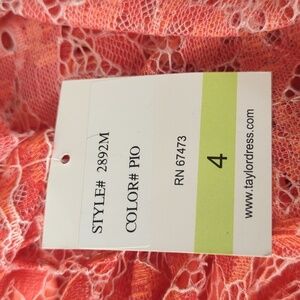 STYLE# 2892M
COLOR# PIO
RN 67473
4
www.taylordress.com